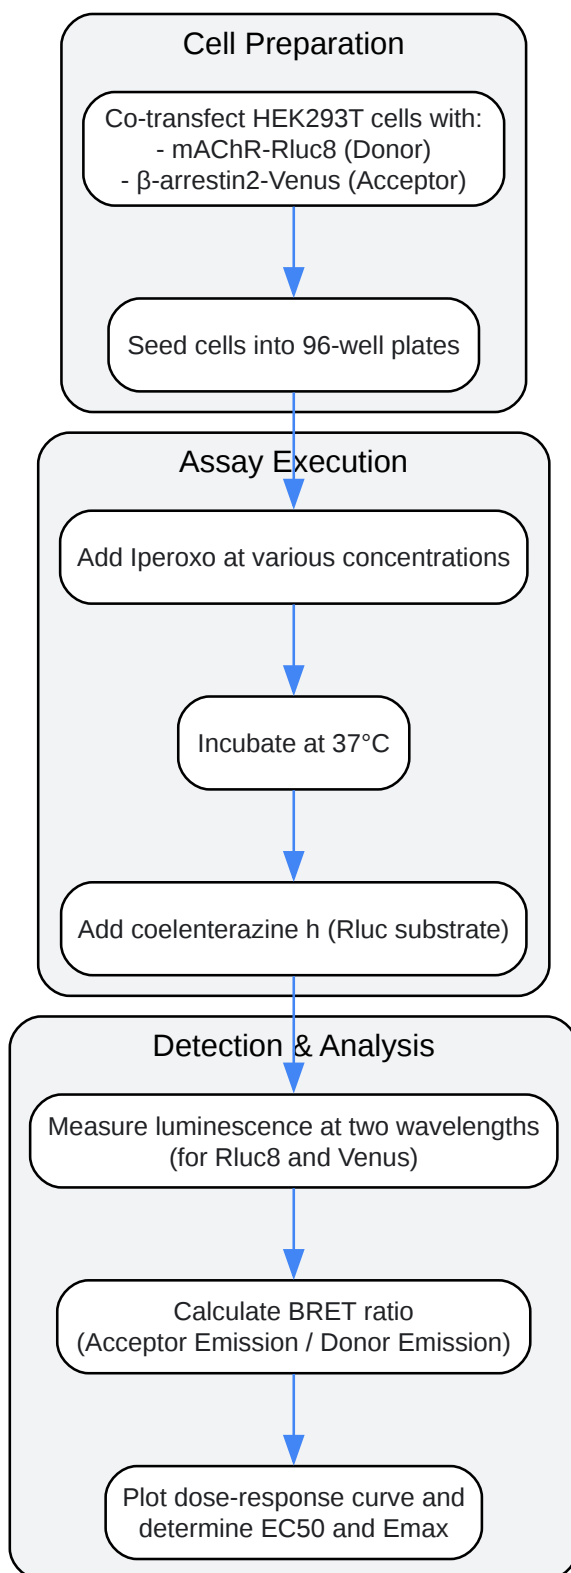 Cell Preparation
Co-transfect HEK293T cells with:
- mAChR-Rluc8 (Donor)
- β-arrestin2-Venus (Acceptor)
Seed cells into 96-well plates
Assay Execution
Add Iperoxo at various concentrations
Incubate at 37°C
Add coelenterazine h (Rluc substrate)
Detection & Analysis
Measure luminescence at two wavelengths
(for Rluc8 and Venus)
Calculate BRET ratio
(Acceptor Emission / Donor Emission)
Plot dose-response curve and
determine EC50 and Emax